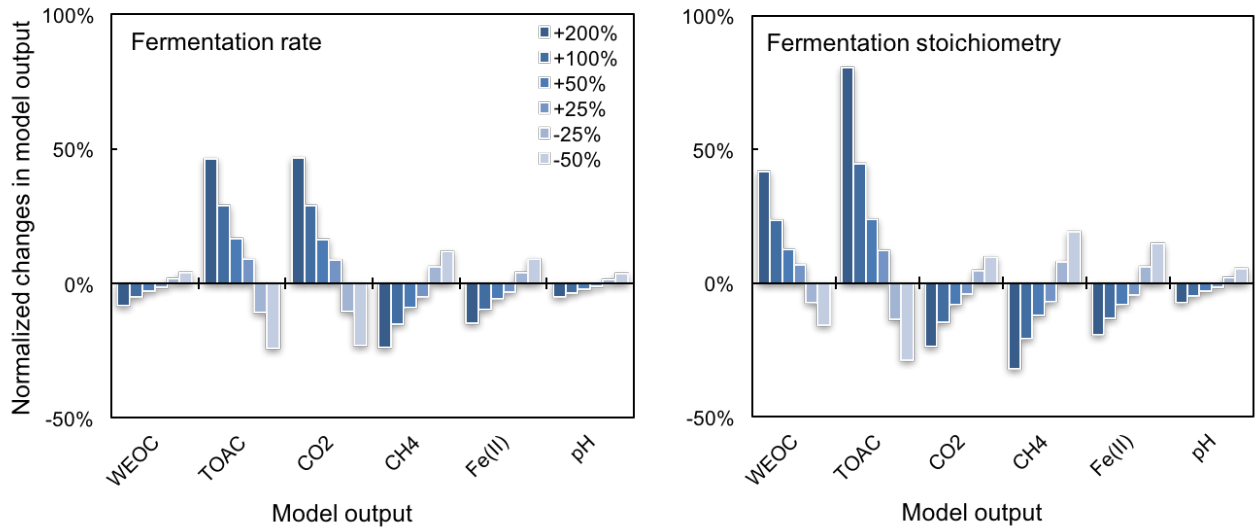 Normalized changes in model output
100%
50%
0%
-50%
Fermentation rate
+200%
+100%
+50%
+25%
-25%
-50%
WEOC
TOAC
CO2
CH4
Fe(II)
pH
Model output
100%
50%
0%
-50%
Fermentation stoichiometry
WEOC
TOAC
CO2
CH4
Fe(II)
pH
Model output